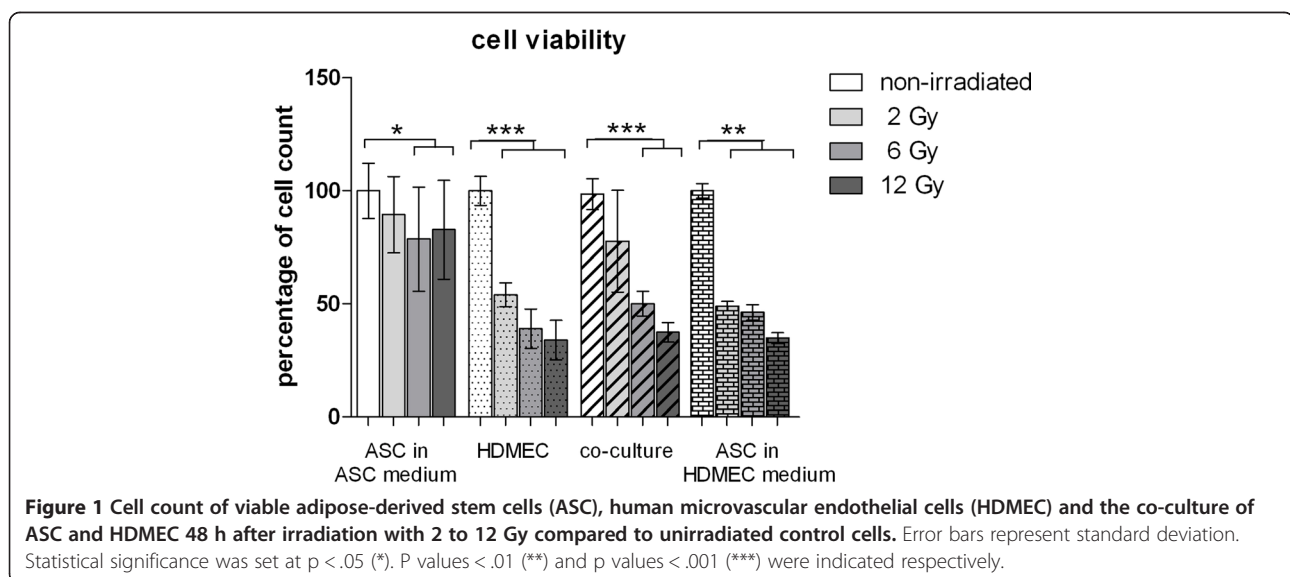 cell viability
150
100
50
0
percentage of cell count
* *** *** **
non-irradiated
2 Gy
6 Gy
12 Gy
ASC in
ASC medium
HDMEC
co-culture
ASC in
HDMEC medium
Figure 1 Cell count of viable adipose-derived stem cells (ASC), human microvascular endothelial cells (HDMEC) and the co-culture of
ASC and HDMEC 48 h after irradiation with 2 to 12 Gy compared to unirradiated control cells. Error bars represent standard deviation.
Statistical significance was set at p < .05 (*). P values < .01 (**) and p values < .001 (***) were indicated respectively.